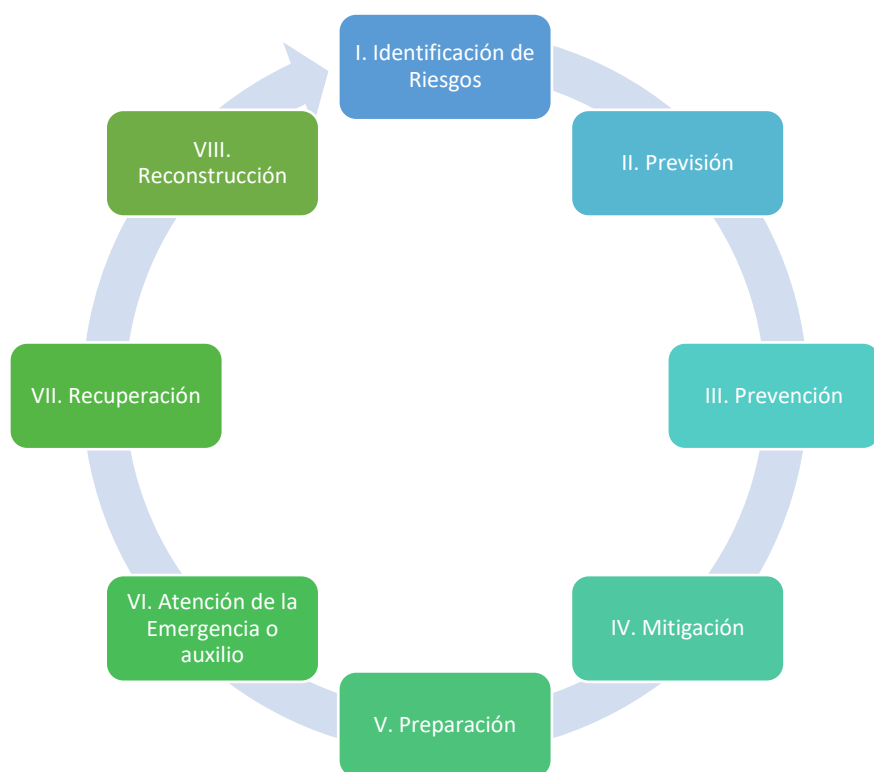 I. Identificación de
Riesgos
II. Previsión
III. Prevención
IV. Mitigación
V. Preparación
VI. Atención de la
Emergencia o
auxilio
VII. Recuperación
VIII.
Reconstrucción